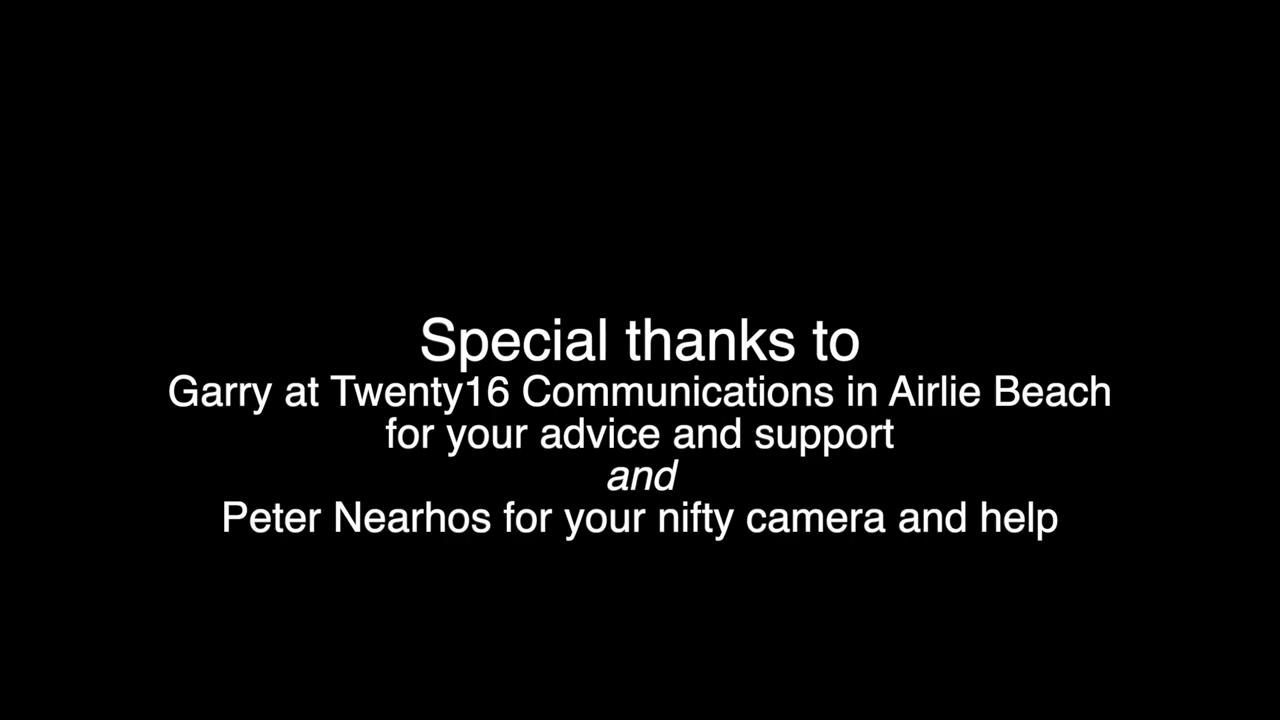 Special thanks to
Garry at Twenty16 Communications in Airlie Beach
for your advice and support
and
Peter Nearhos for your nifty camera and help